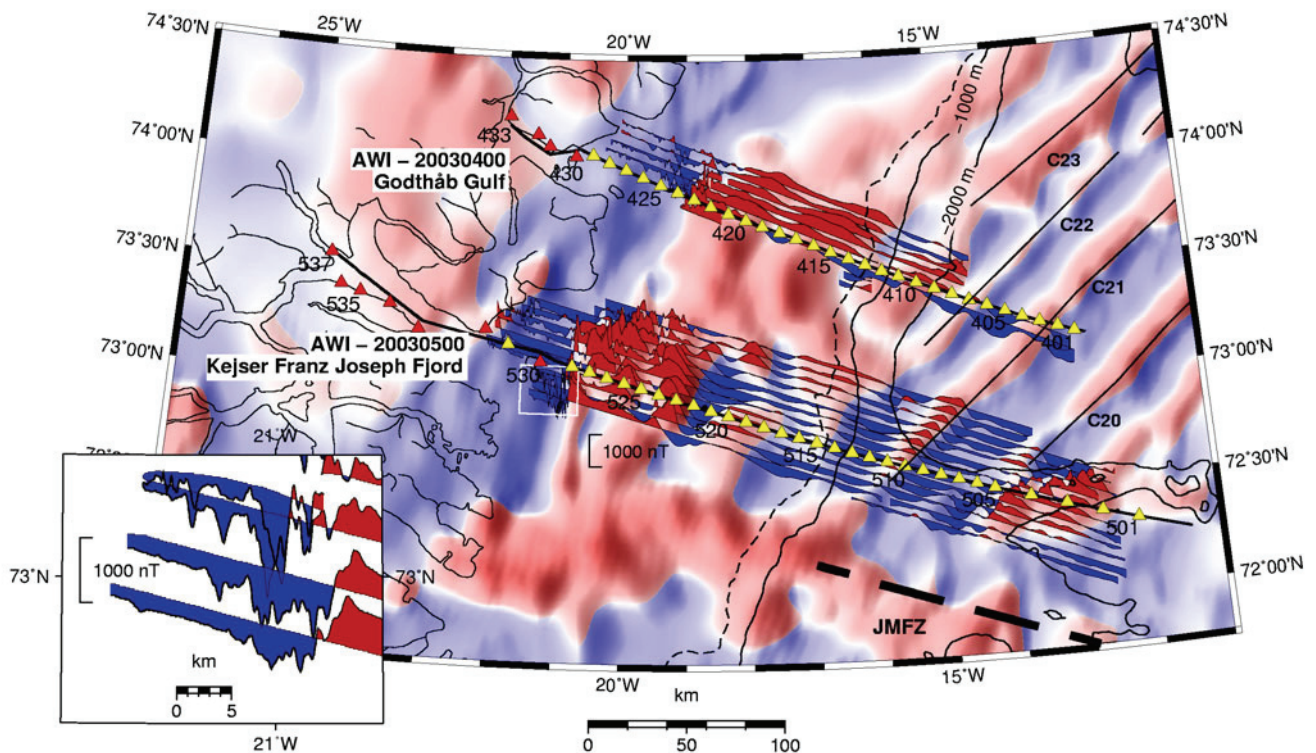 25˚W
20˚W
15˚W
74˚30'N
74˚30'N
74˚00'N
74˚00'N
73˚30'N
73˚30'N
73˚00'N
73˚00'N
72˚30'N
72˚00'N
−1000 m
−2000 m
C23
C22
C21
C20
433
AWI − 20030400
Godthåb Gulf
430
425
420
415
410
405
401
537
535
AWI − 20030500
Kejser Franz Joseph Fjord
530
525
520
515
510
505
501
1000 nT
21˚W
JMFZ
1000 nT
73˚N
73˚N
km
0 5
21˚W
20˚W
15˚W
km
0 50 100